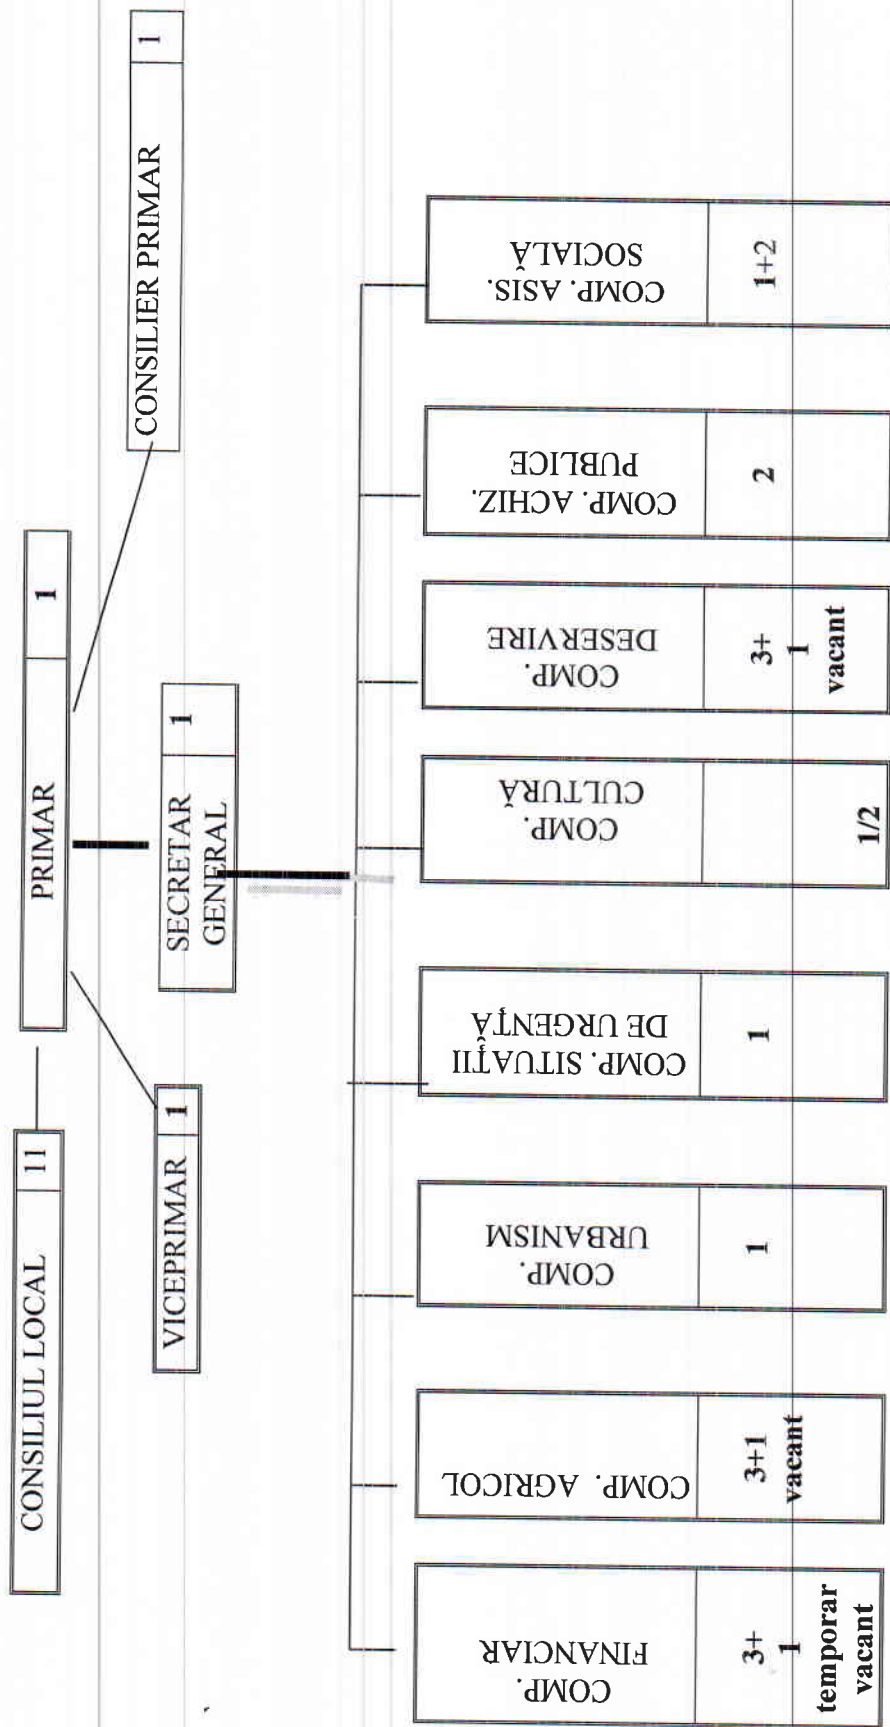 CONSILIUL LOCAL 11
PRIMAR 1
VICEPRIMAR 1
SECRETAR 1
GENERAL
CONSILIER PRIMAR 1
COMP.
FINANCIAR
3+
1
temporar
vacant
COMP. AGRICOL
3+1
vacant
COMP.
URBANISM
1
COMP. SITUAȚII
DE URGENȚĂ
1
COMP.
CULTURĂ
1/2
COMP.
DESERVIRE
3+
1
vacant
COMP. ACHIZ.
PUBLICE
2
COMP. ASIS.
SOCIALĂ
1+2